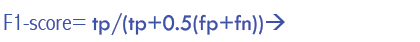 F1-score= tp/(tp+0.5(fp+fn))→